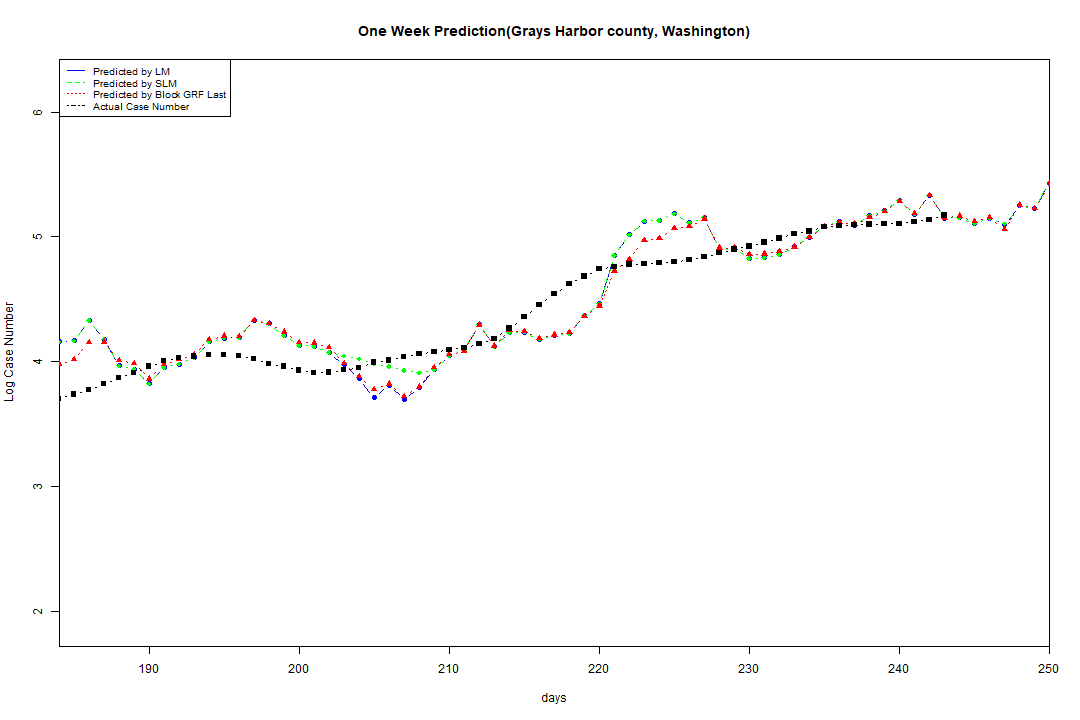 One Week Prediction(Grays Harbor county, Washington)
Predicted by LM
Predicted by SLM
Predicted by Block GRF Last
Actual Case Number
6
5
4
3
2
Log Case Number
190 200 210 220 230 240 250
days